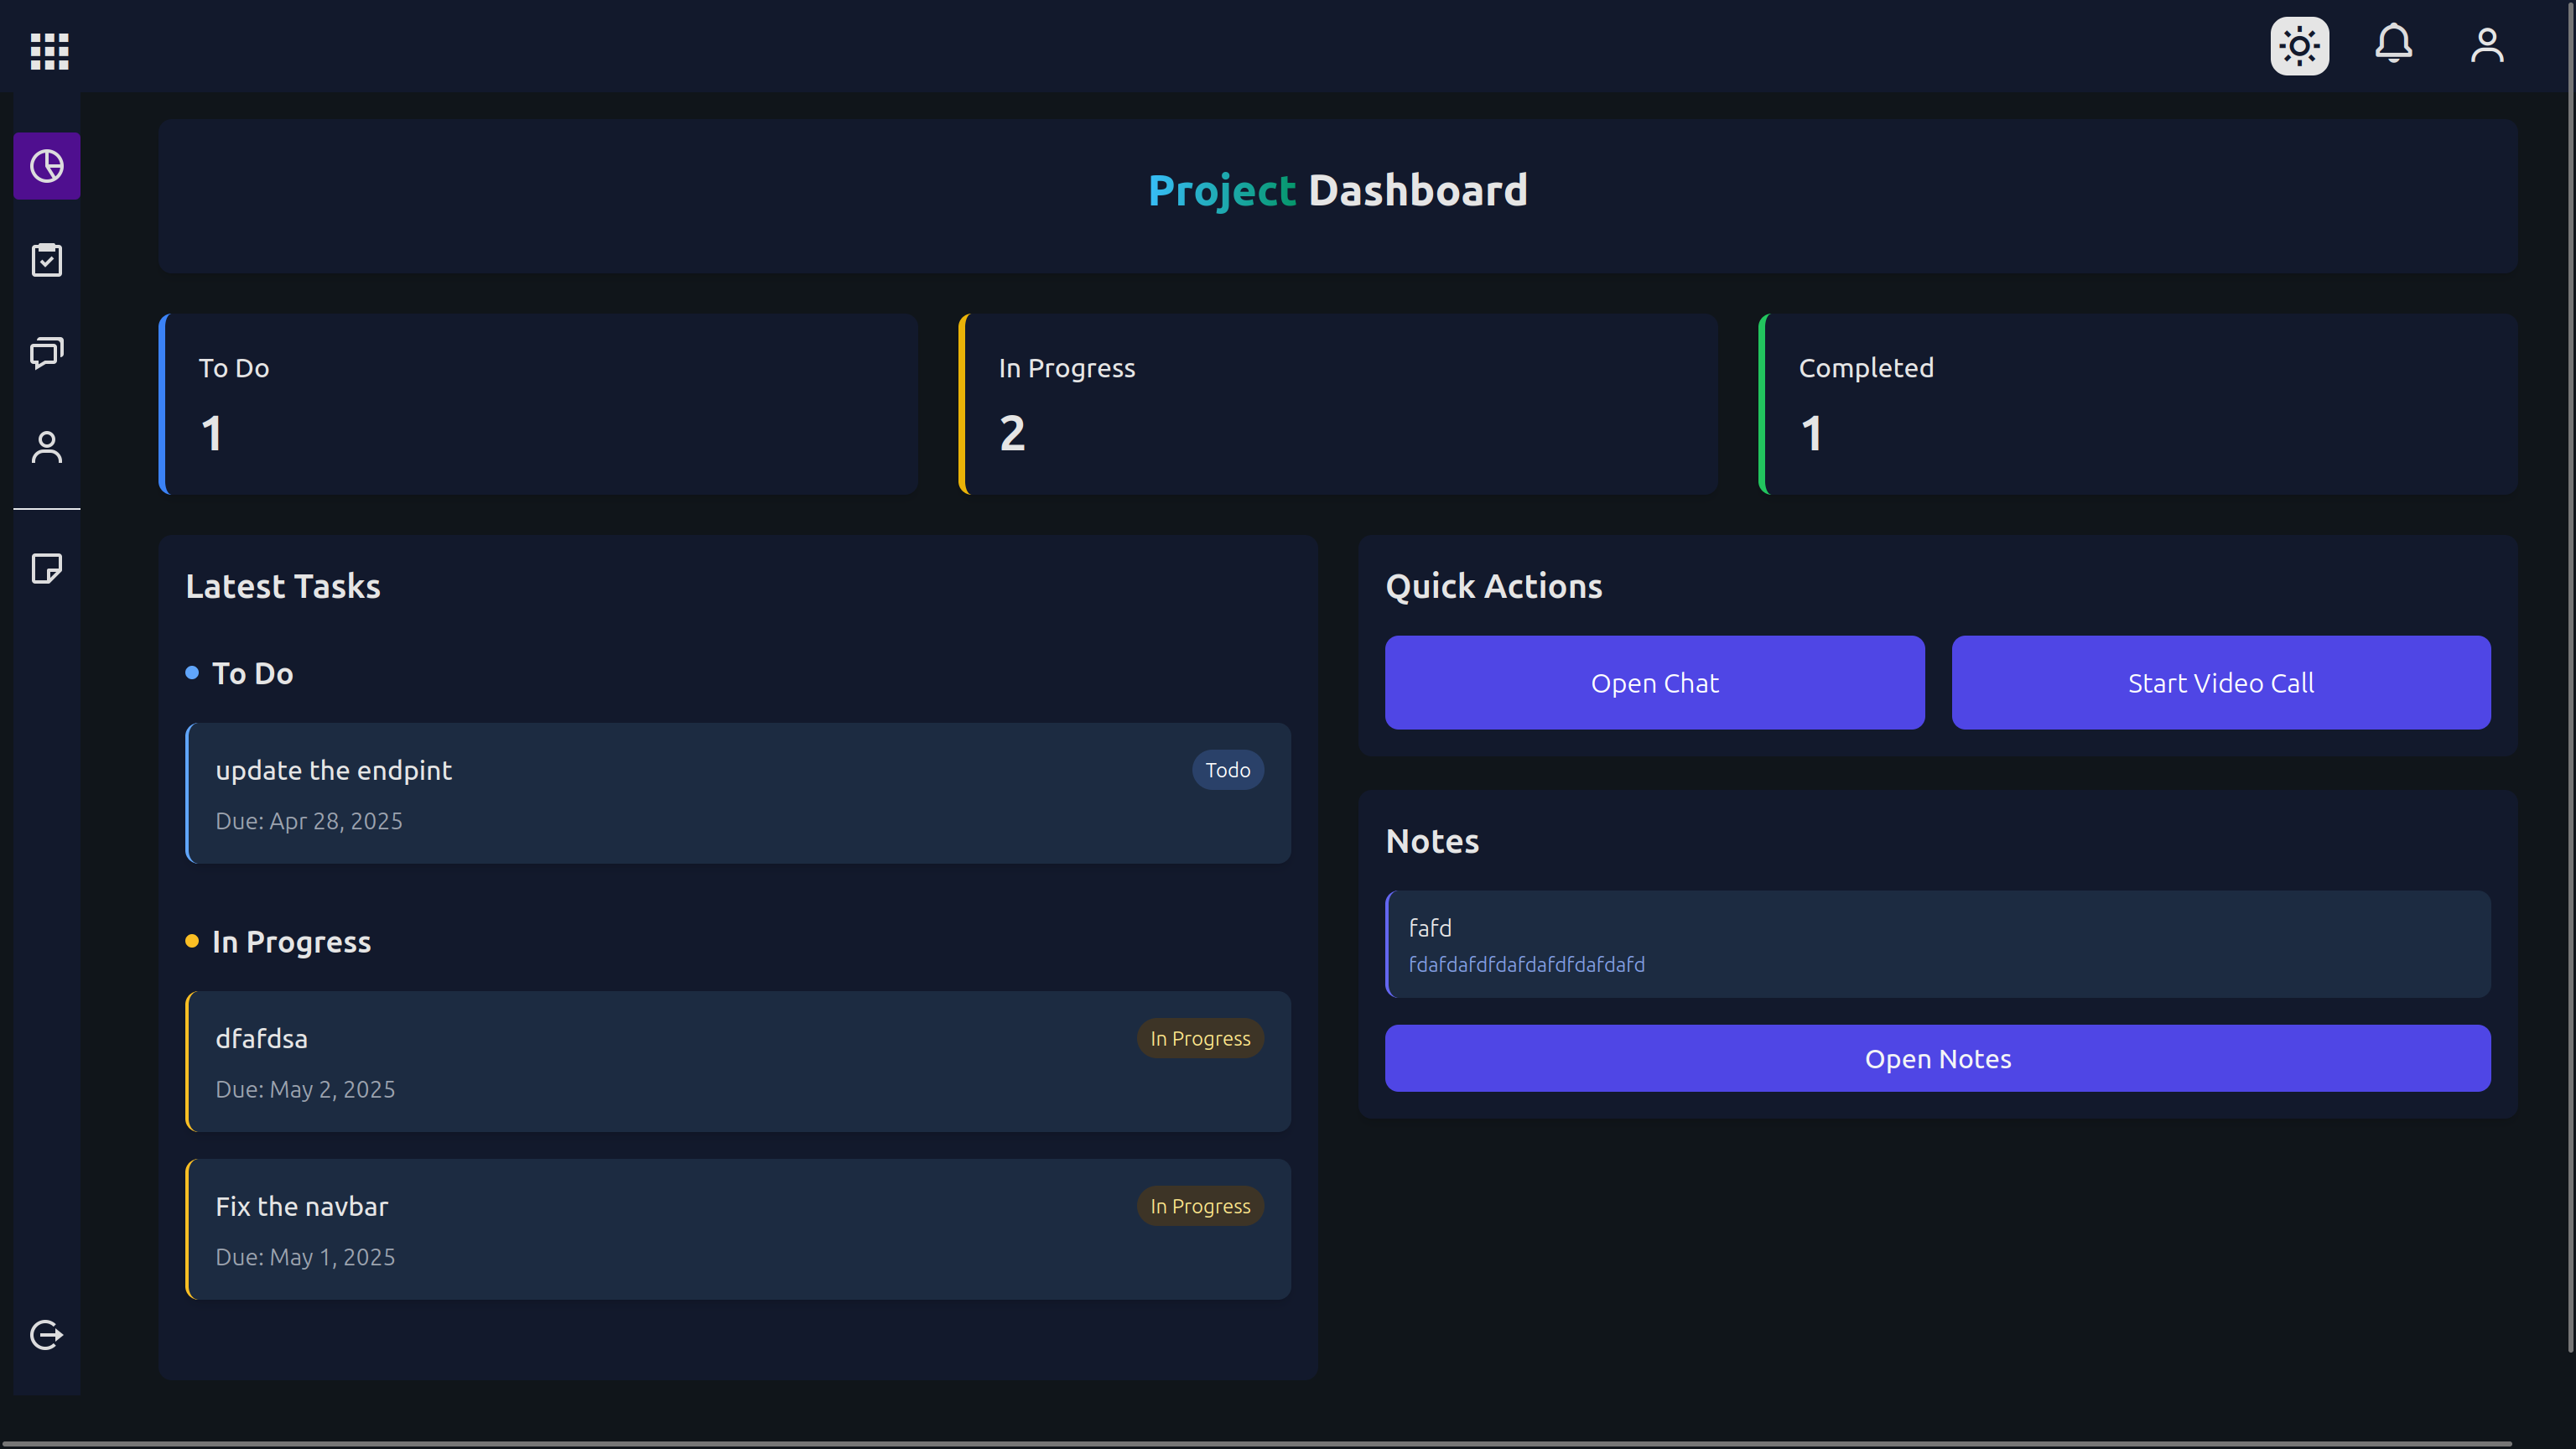 Project Dashboard
To Do
1
In Progress
2
Completed
1
Latest Tasks
To Do
update the endpint
Todo
Due: Apr 28, 2025
In Progress
dfafdsa
In Progress
Due: May 2, 2025
Fix the navbar
In Progress
Due: May 1, 2025
Quick Actions
Open Chat
Start Video Call
Notes
fafd
fdafdafdfdafdafdfdafdafd
Open Notes